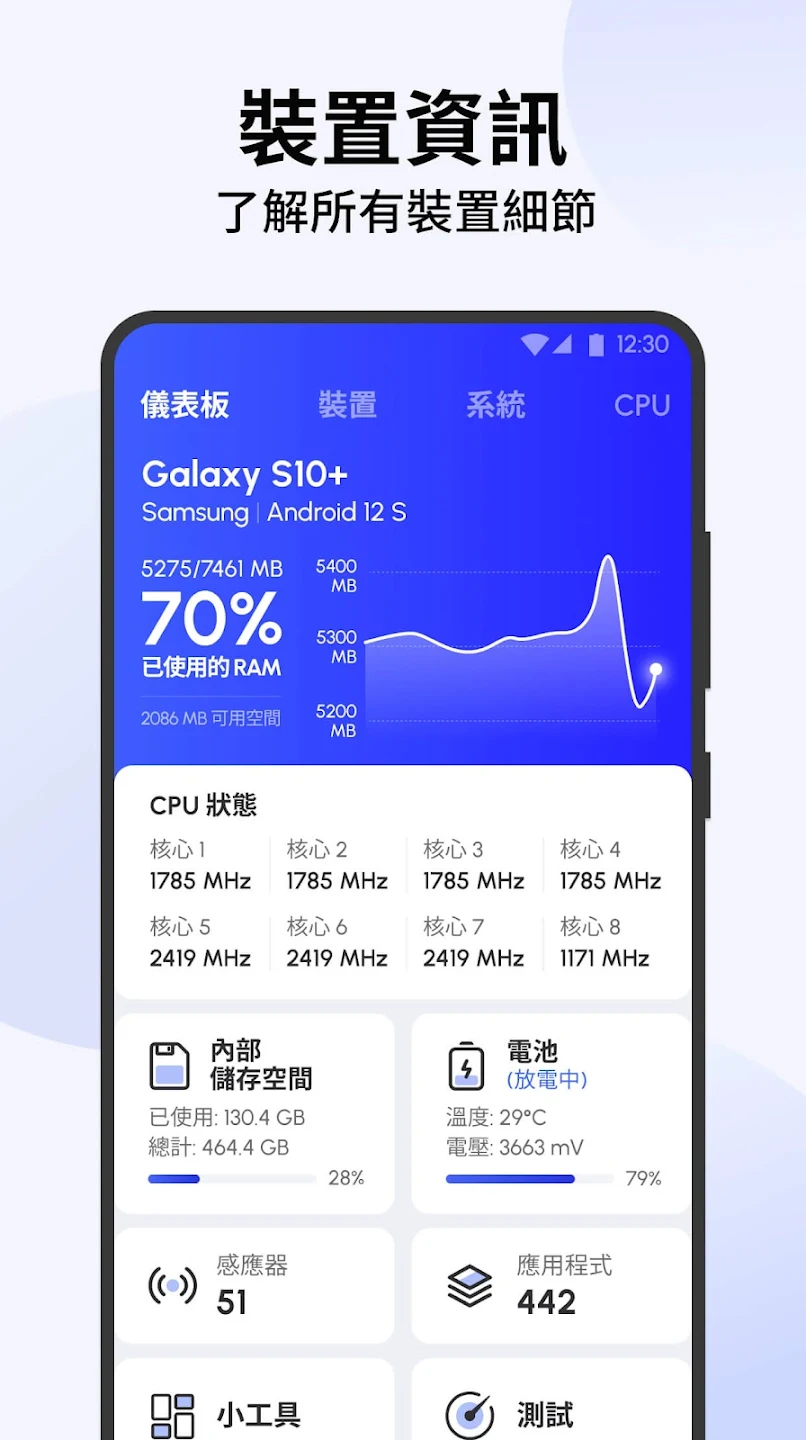 裝置資訊
了解所有裝置細節
12:30
儀表板 裝置 系統 CPU
Galaxy S10+
Samsung | Android 12 S
5275/7461 MB
70%
已使用的 RAM
2086 MB 可用空間
5400 MB
5300 MB
5200 MB
CPU 狀態
核心 1 核心 2 核心 3 核心 4
1785 MHz 1785 MHz 1785 MHz 1785 MHz
核心 5 核心 6 核心 7 核心 8
2419 MHz 2419 MHz 2419 MHz 1171 MHz
內部
儲存空間
已使用: 130.4 GB
總計: 464.4 GB
28%
電池
(放電中)
溫度: 29°C
電壓: 3663 mV
79%
感應器
51
應用程式
442
小工具
測試